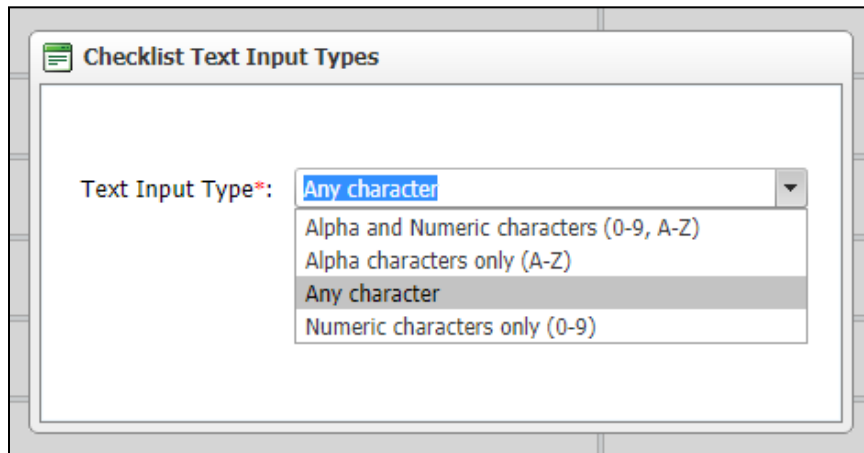 Checklist Text Input Types
Text Input Type*: Any character
Alpha and Numeric characters (0-9, A-Z)
Alpha characters only (A-Z)
Any character
Numeric characters only (0-9)